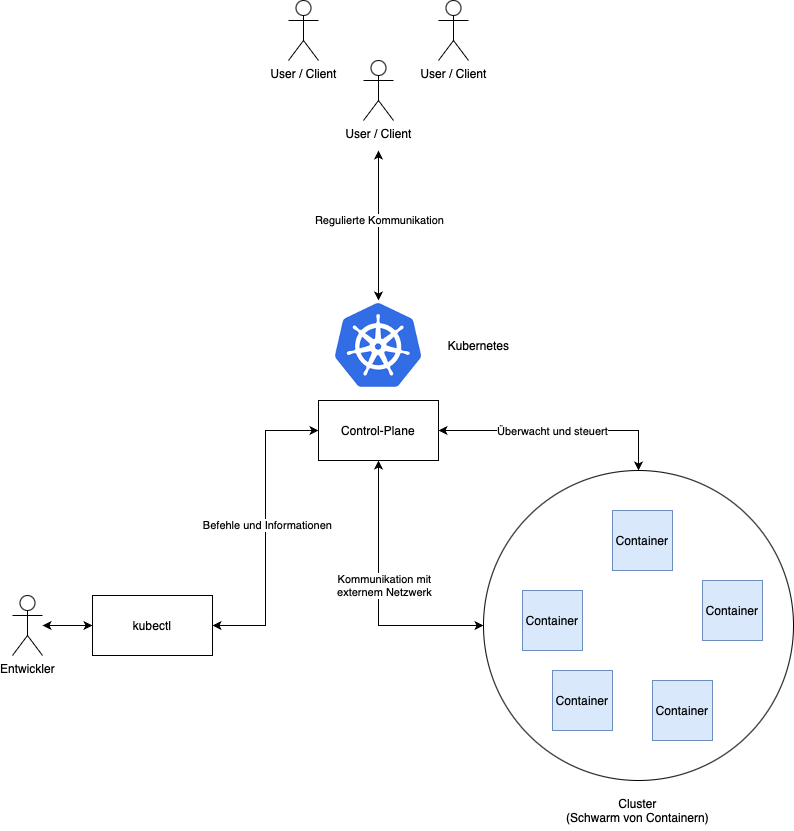 User / Client
User / Client
User / Client
Regulierte Kommunikation
Kubernetes
Control-Plane
Überwacht und steuert
Befehle und Informationen
Kommunikation mit
externem Netzwerk
Container
Container
Container
Container
Container
kubectl
Entwickler
Cluster
(Schwarm von Containern)